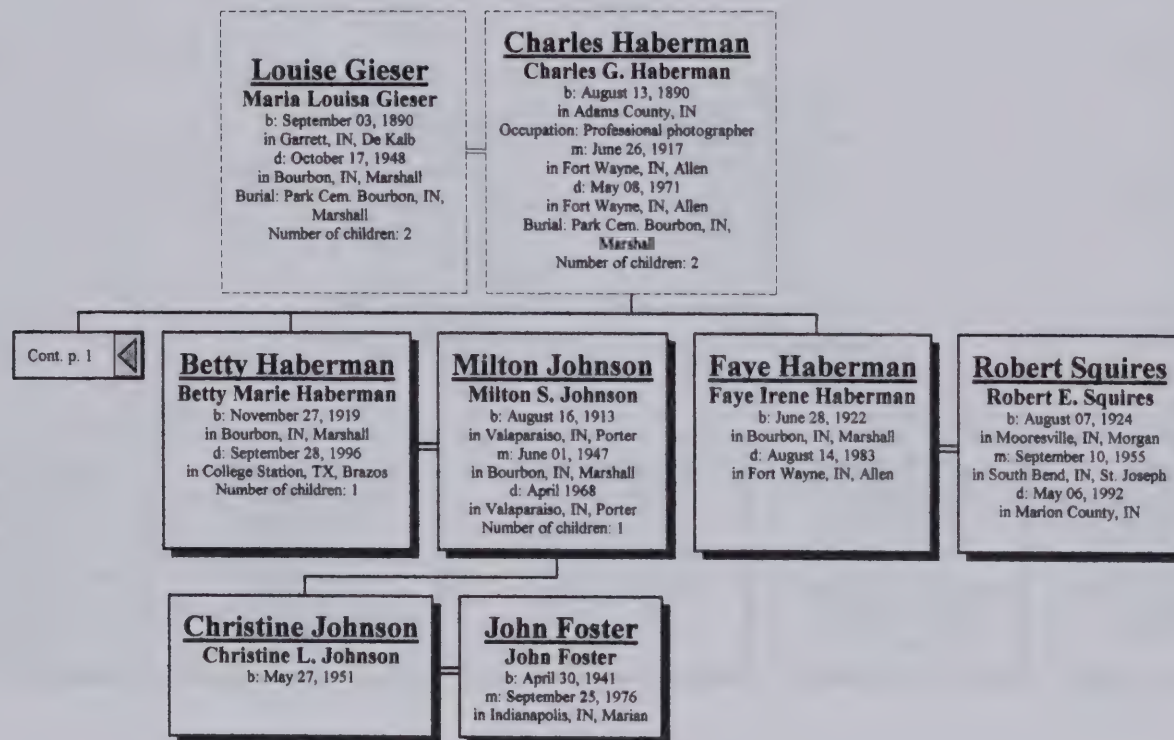 Louise Gieser
Maria Louisa Gieser
b: September 03, 1890
in Garrett, IN, De Kalb
d: October 17, 1948
in Bourbon, IN, Marshall
Burial: Park Cem. Bourbon, IN,
Marshall
Number of children: 2
Charles Haberman
Charles G. Haberman
b: August 13, 1890
in Adams County, IN
Occupation: Professional photographer
m: June 26, 1917
in Fort Wayne, IN, Allen
d: May 08, 1971
in Fort Wayne, IN, Allen
Burial: Park Cem. Bourbon, IN,
Marshall
Number of children: 2
Cont. p. 1
Betty Haberman
Betty Marie Haberman
b: November 27, 1919
in Bourbon, IN, Marshall
d: September 28, 1996
in College Station, TX, Brazos
Number of children: 1
Milton Johnson
Milton S. Johnson
b: August 16, 1913
in Valaparaiso, IN, Porter
m: June 01, 1947
in Bourbon, IN, Marshall
d: April 1968
in Valaparaiso, IN, Porter
Number of children: 1
Faye Haberman
Faye Irene Haberman
b: June 28, 1922
in Bourbon, IN, Marshall
d: August 14, 1983
in Fort Wayne, IN, Allen
Robert Squires
Robert E. Squires
b: August 07, 1924
in Mooresville, IN, Morgan
m: September 10, 1955
in South Bend, IN, St. Joseph
d: May 06, 1992
in Marion County, IN
Christine Johnson
Christine L. Johnson
b: May 27, 1951
John Foster
John Foster
b: April 30, 1941
m: September 25, 1976
in Indianapolis, IN, Marian